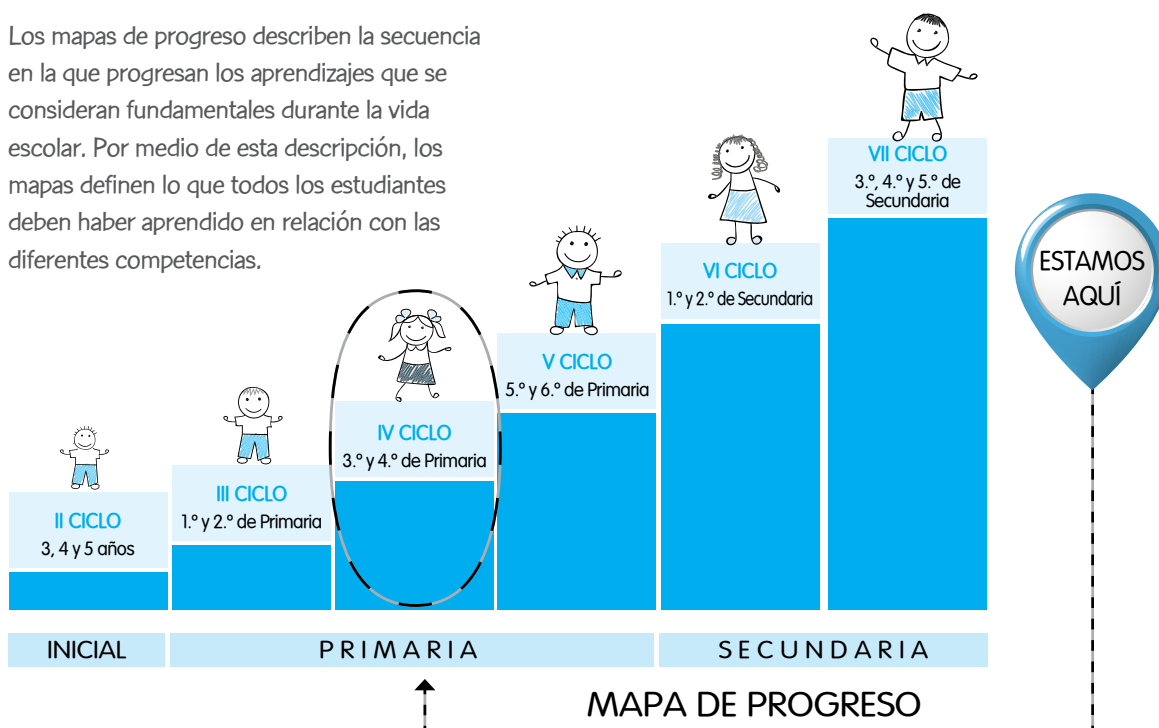 Los mapas de progreso describen la secuencia
en la que progresan los aprendizajes que se
consideran fundamentales durante la vida
escolar. Por medio de esta descripción, los
mapas definen lo que todos los estudiantes
deben haber aprendido en relación con las
diferentes competencias.
II CICLO
3, 4 y 5 años
III CICLO
1.º y 2.º de Primaria
IV CICLO
3.º y 4.º de Primaria
V CICLO
5.º y 6.º de Primaria
VI CICLO
1.º y 2.º de Secundaria
VII CICLO
3.º, 4.º y 5.º de
Secundaria
ESTAMOS
AQUÍ
INICIAL
PRIMARIA
SECUNDARIA
MAPA DE PROGRESO